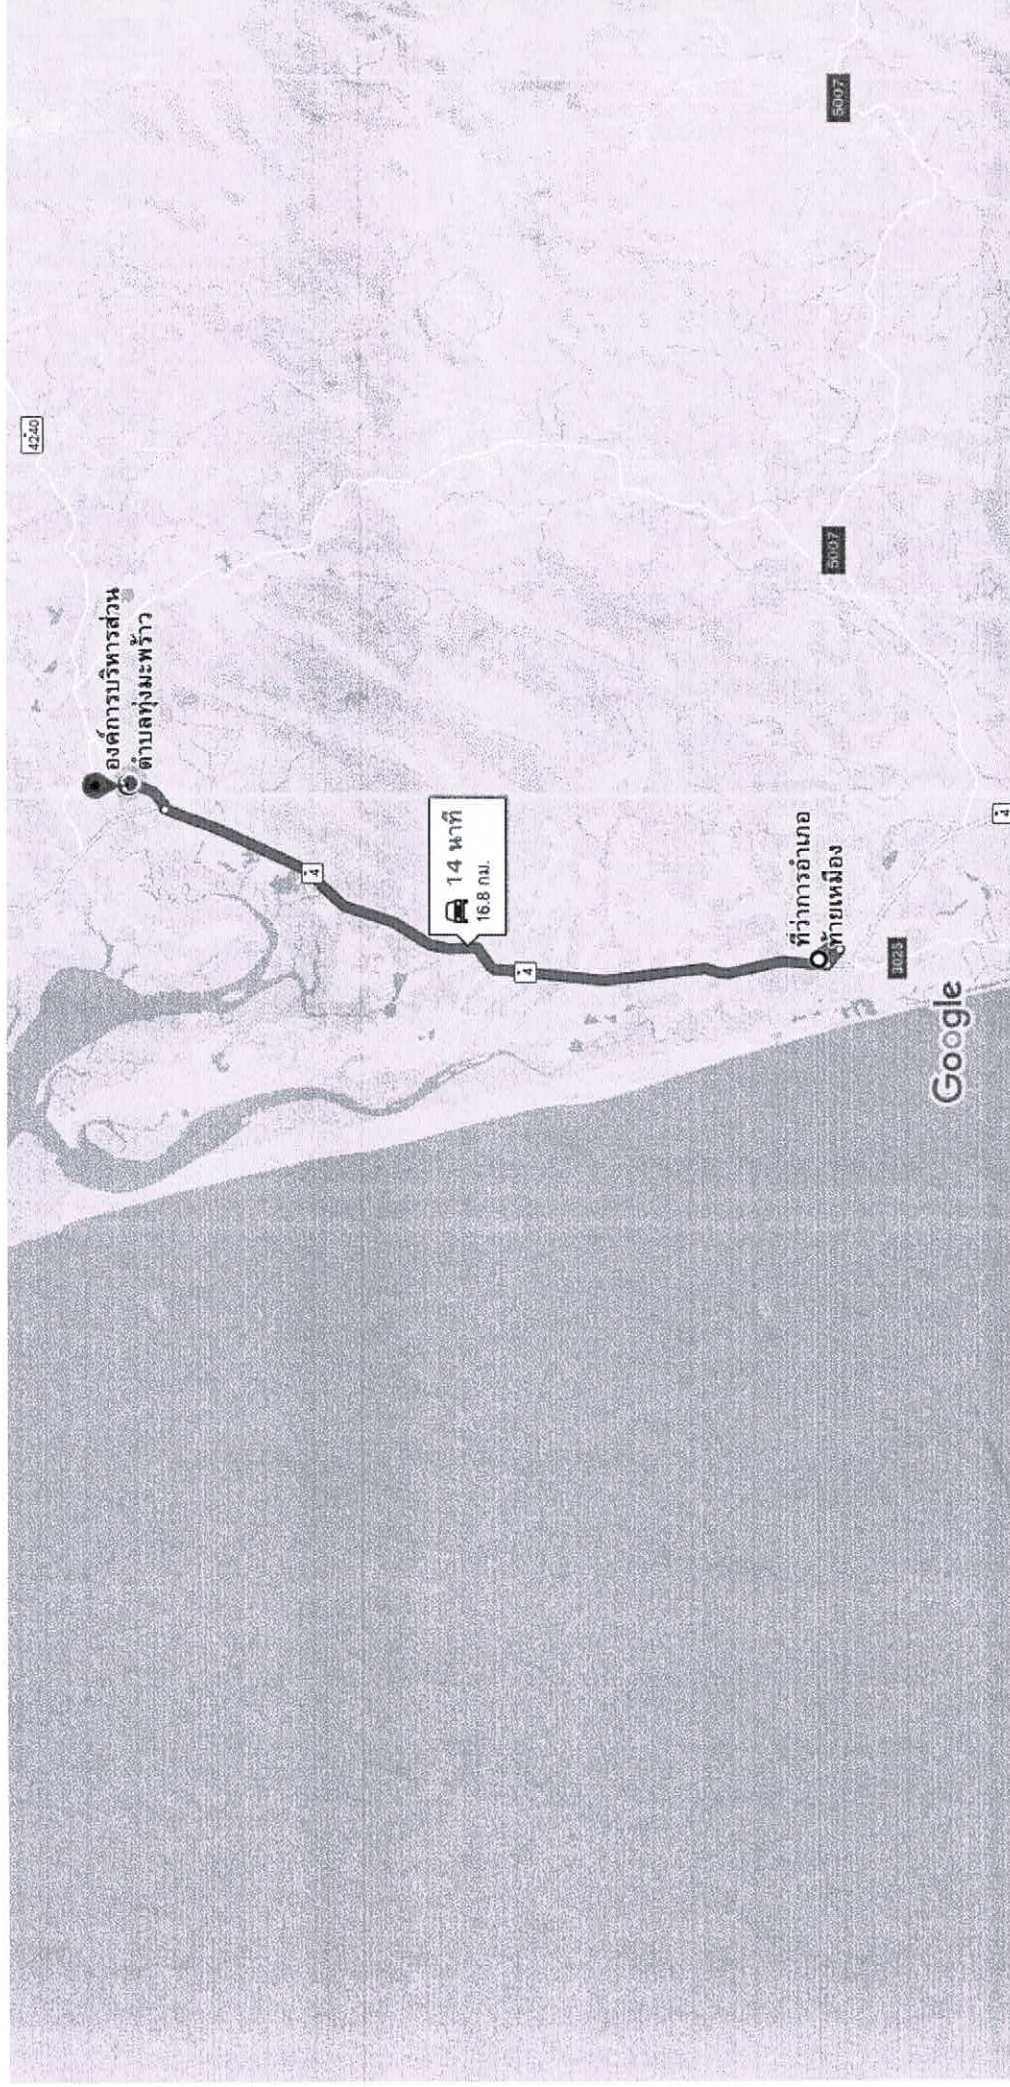 4240
องค์การบริหารส่วน
ตำบลทุ่งมะพร้าว
4
14 นาที
16.8 กม.
4
ที่ว่าการอำเภอ
ท้ายเหมือง
5007
5007
Google
4